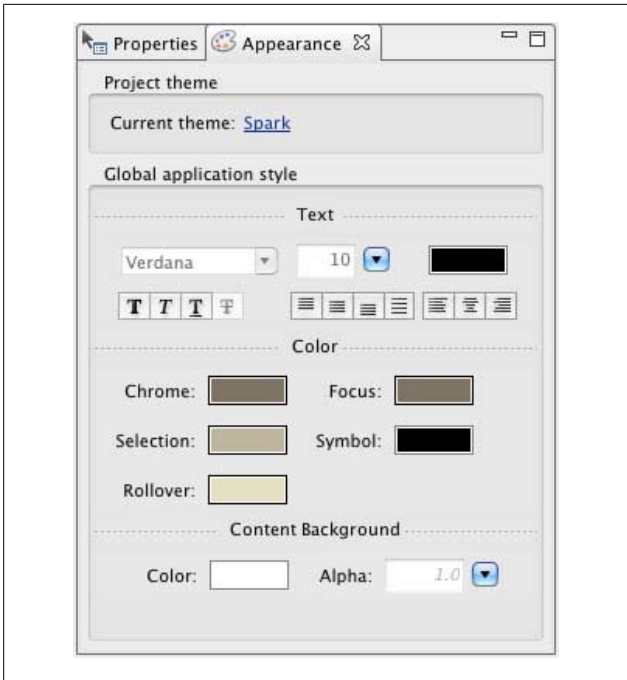 Properties Appearance
Project theme
Current theme: Spark
Global application style
Text
Verdana 10
T T T T
Color
Chrome: Focus:
Selection: Symbol:
Rollover:
Content Background
Color: Alpha: 1.0